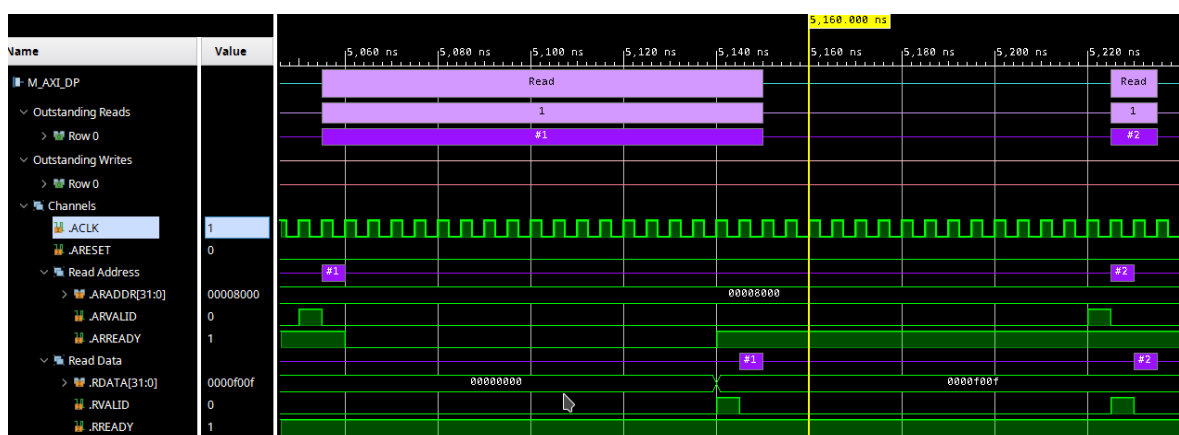 5,160.000 ns
Name Value 5,060 ns 5,080 ns 5,100 ns 5,120 ns 5,140 ns 5,160 ns 5,180 ns 5,200 ns 5,220 ns
M_AXI_DP Read Read
Outstanding Reads 1 1
Row 0 #1 #2
Outstanding Writes
Row 0
Channels
.ACLK 1
.ARESET 0
Read Address #1 #2
.ARADDR[31:0] 00008000 00008000
.ARVALID 0
.ARREADY 1
Read Data #1 #2
.RDATA[31:0] 0000f00f 00000000 0000f00f
.RVALID 0
.RREADY 1